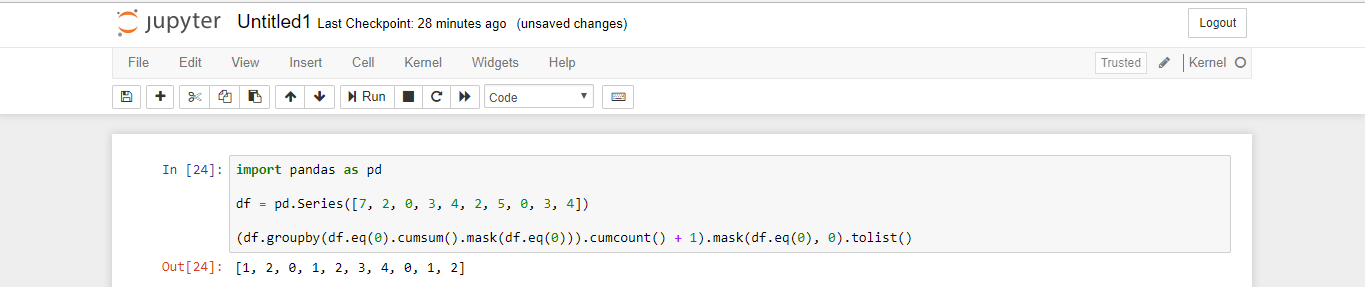 jupyter Untitled1 Last Checkpoint: 28 minutes ago (unsaved changes) Logout
File Edit View Insert Cell Kernel Widgets Help Trusted Kernel
Run Code
In [24]: import pandas as pd
df = pd.Series([7, 2, 0, 3, 4, 2, 5, 0, 3, 4])
(df.groupby(df.eq(0).cumsum().mask(df.eq(0))).cumcount() + 1).mask(df.eq(0), 0).tolist()
Out[24]: [1, 2, 0, 1, 2, 3, 4, 0, 1, 2]